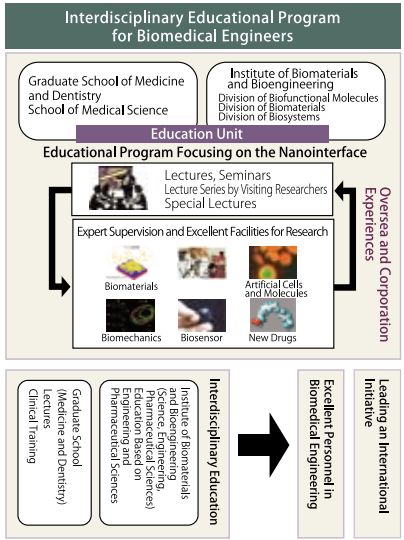 Interdisciplinary Educational Program
for Biomedical Engineers
Graduate School of Medicine
and Dentistry
School of Medical Science
Institute of Biomaterials
and Bioengineering
Division of Biofunctional Molecules
Division of Biomaterials
Division of Biosystems
Education Unit
Educational Program Focusing on the Nanointerface
Lectures, Seminars
Lecture Series by Visiting Researchers
Special Lectures
Expert Supervision and Excellent Facilities for Research
Biomaterials
Artificial Cells
and Molecules
Biomechanics
Biosensor
New Drugs
Oversea and Corporation
Experiences
Graduate School
(Medicine and Dentistry)
Lectures
Clinical Training
Institute of Biomaterials
and Bioengineering
(Science, Engineering,
Pharmaceutical Sciences)
Education Based on
Engineering and
Pharmaceutical Sciences
Interdisciplinary Education
Excellent Personnel in
Biomedical Engineering
Leading an International
Initiative